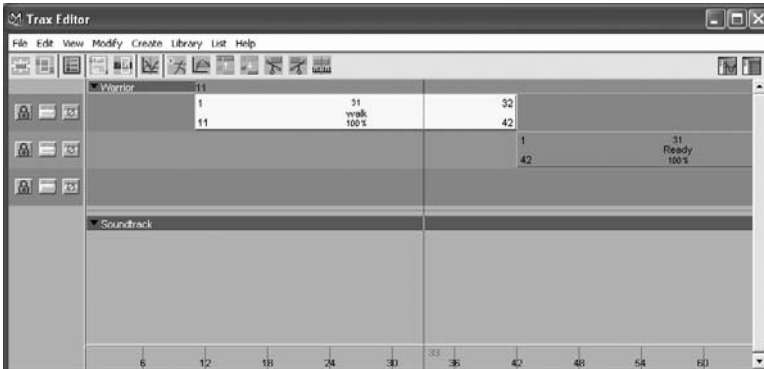 Trax Editor
File Edit View Modify Create Library List Help
Warrior 11
1 31 32
walk
11 100% 42
1 31
Ready
42 100%
Soundtrack
33
6 12 18 24 30 36 42 48 54 60